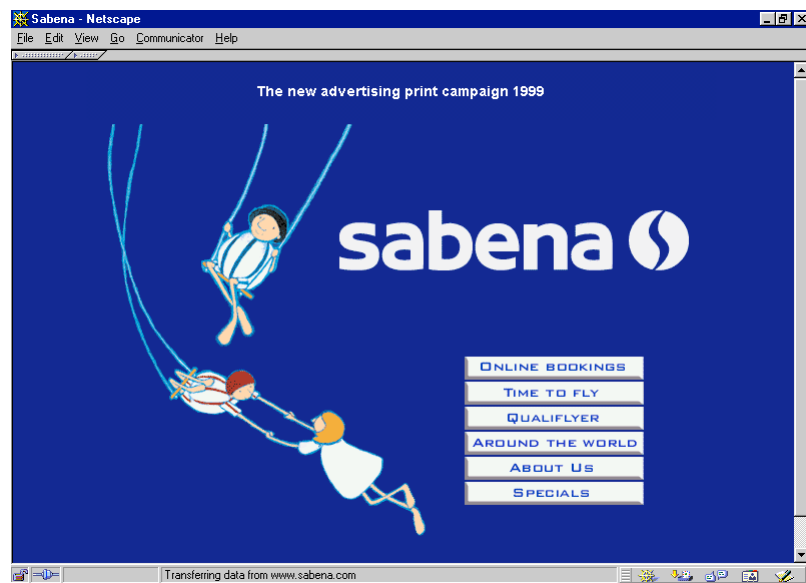 Sabena - Netscape
File Edit View Go Communicator Help
The new advertising print campaign 1999
sabena
ONLINE BOOKINGS
TIME TO FLY
QUALIFLYER
AROUND THE WORLD
ABOUT US
SPECIALS
Transferring data from www.sabena.com